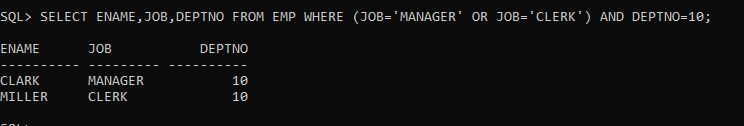 SQL> SELECT ENAME,JOB,DEPTNO FROM EMP WHERE (JOB='MANAGER' OR JOB='CLERK') AND DEPTNO=10;
ENAME      JOB           DEPTNO
---------- --------- ----------
CLARK      MANAGER           10
MILLER     CLERK             10